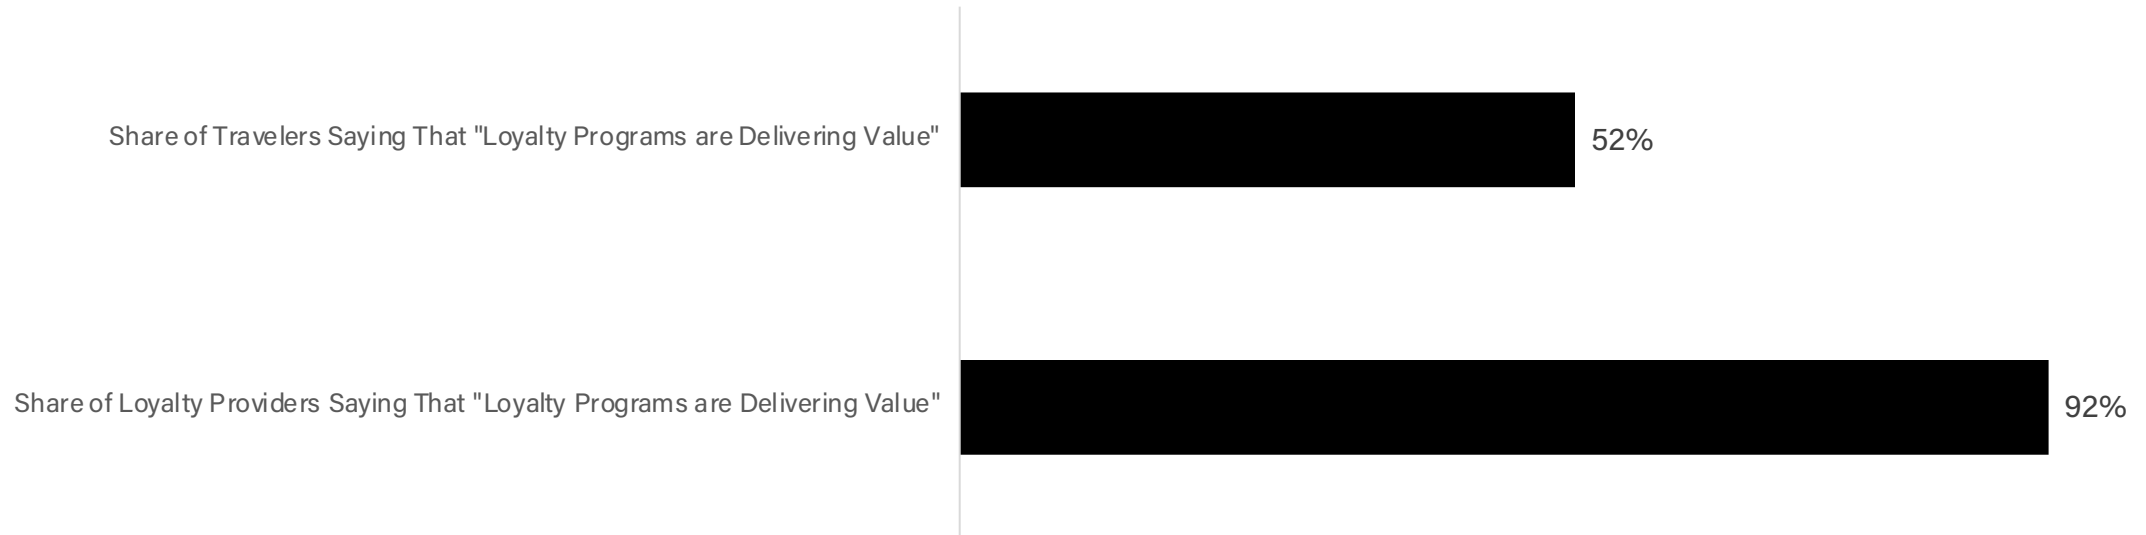 Share of Travelers Saying That "Loyalty Programs are Delivering Value"
52%
Share of Loyalty Providers Saying That "Loyalty Programs are Delivering Value"
92%